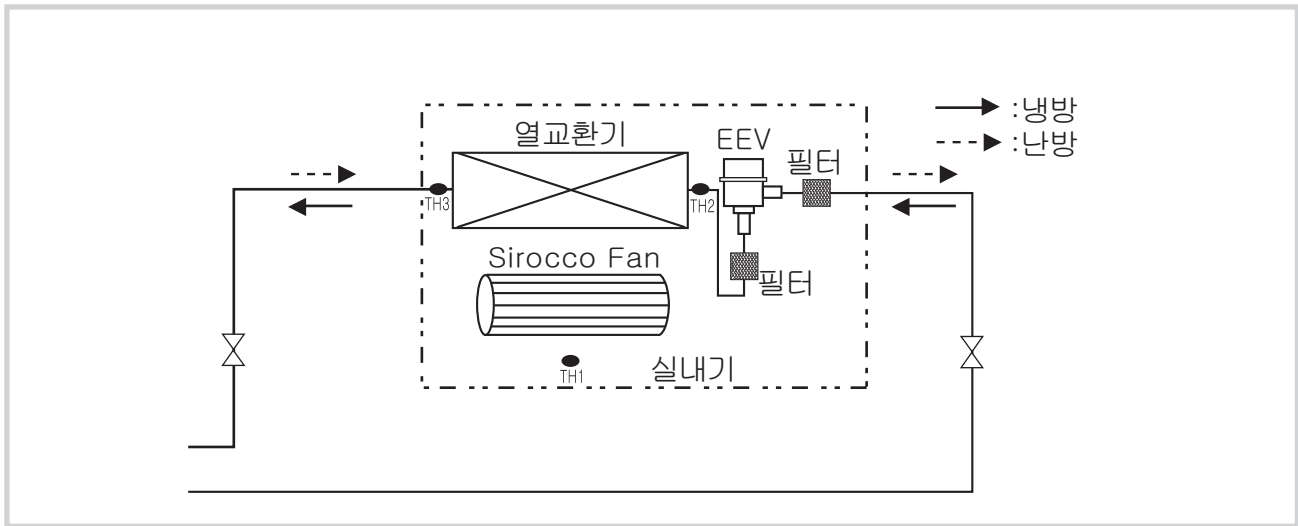 :냉방
:난방
열교환기
EEV
필터
TH3
TH2
Sirocco Fan
필터
TH1
실내기